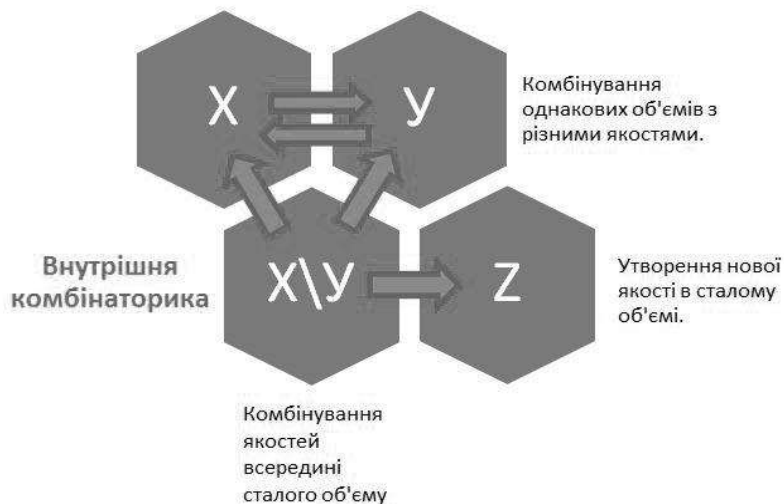 Х
У
Комбінування
однакових об'ємів з
різними якостями.
Внутрішня
комбінаторика
Х\У
Z
Утворення нової
якості в сталому
об'ємі.
Комбінування
якостей
всередині
сталого об'єму